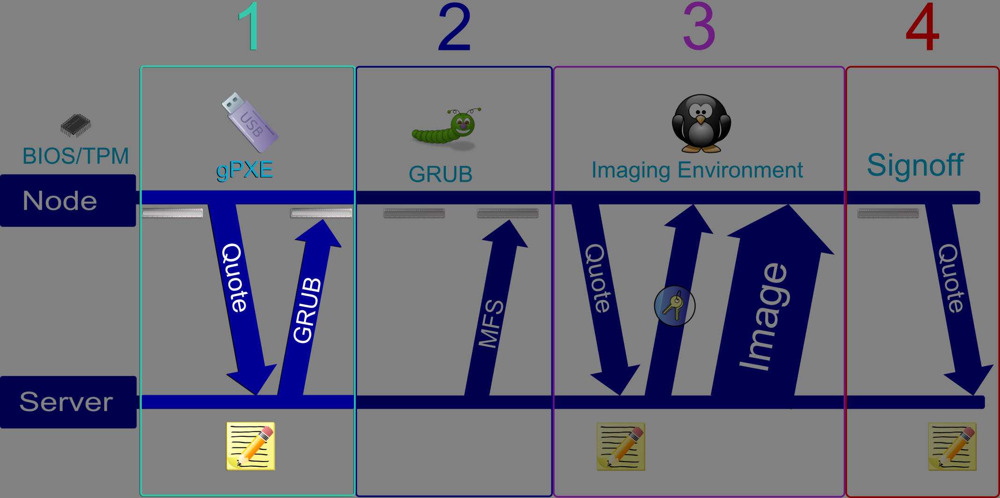 1
2
3
4
USB
BIOS/TPM
gPXE
GRUB
Imaging Environment
Signoff
Node
Quote
GRUB
MFS
Quote
Image
Quote
Server